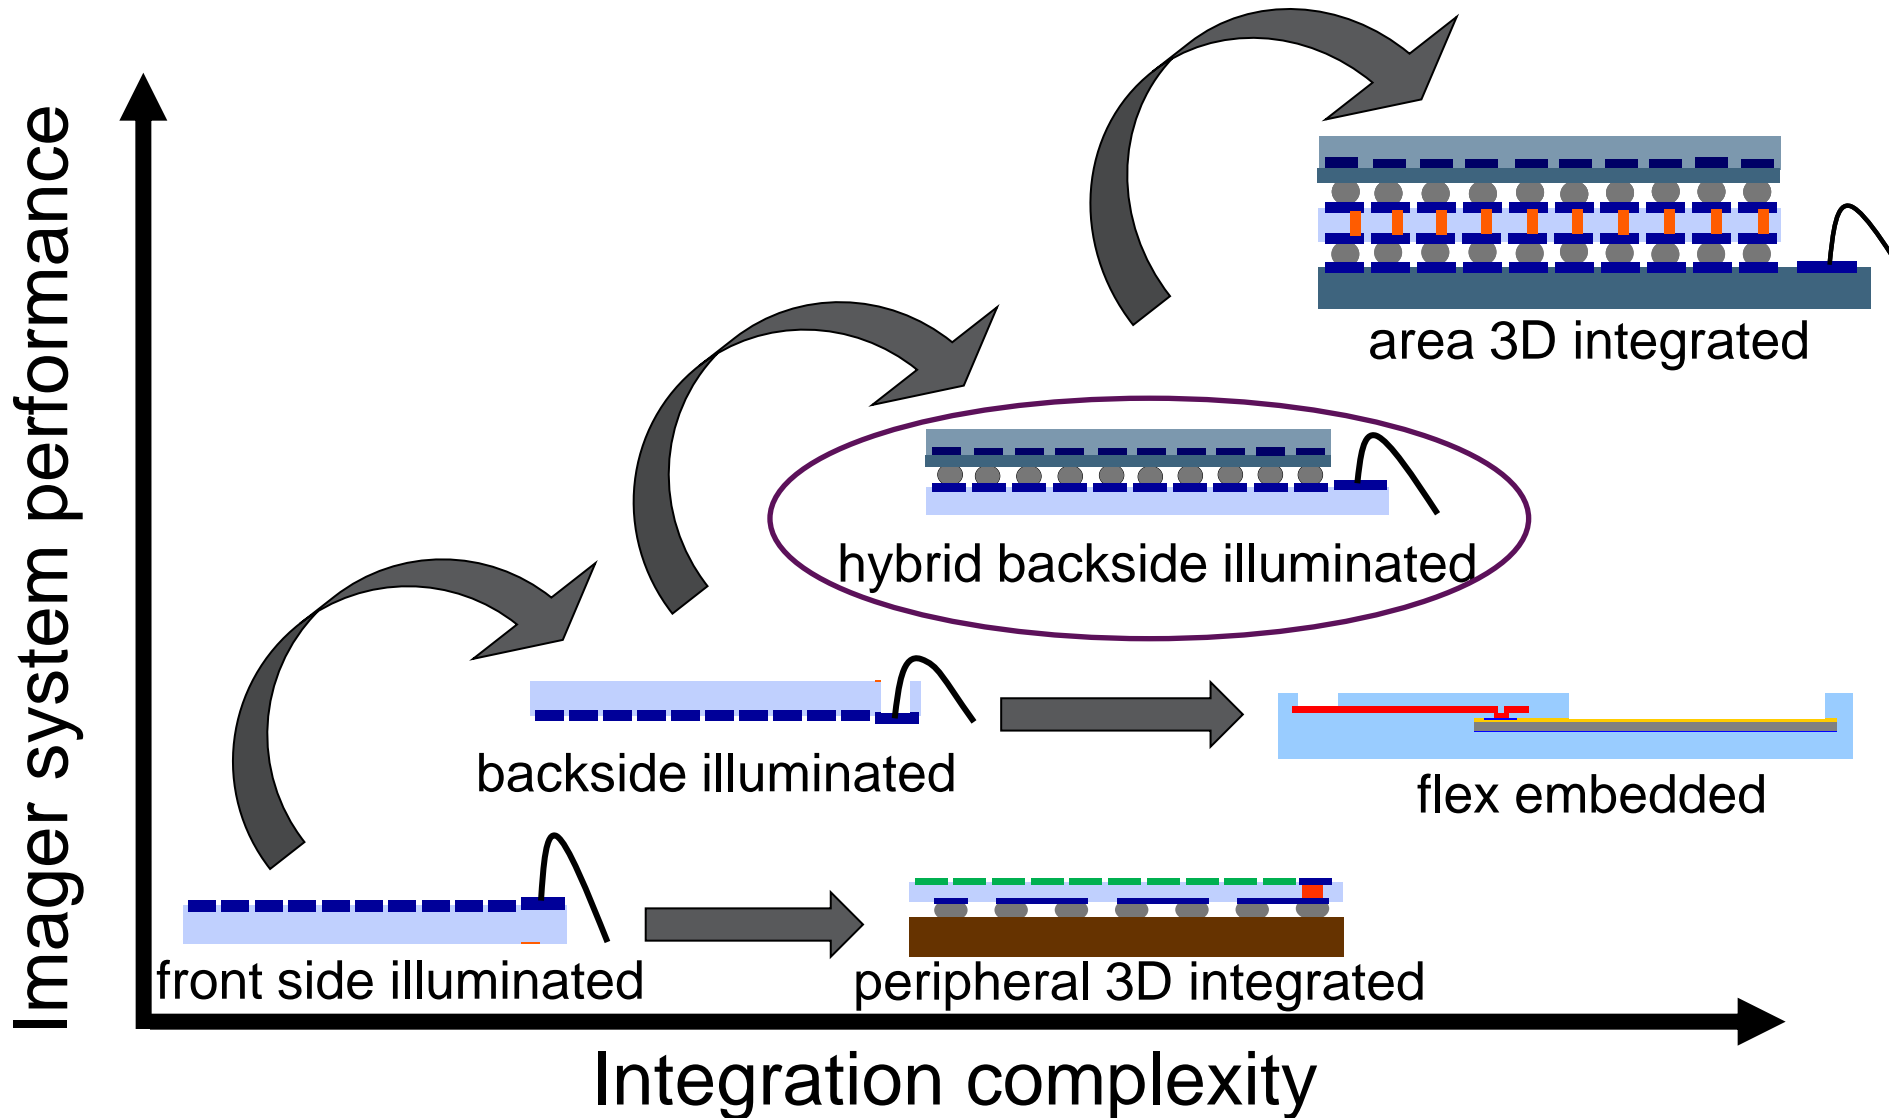 Imager system performance
area 3D integrated
hybrid backside illuminated
backside illuminated
flex embedded
front side illuminated
peripheral 3D integrated
Integration complexity